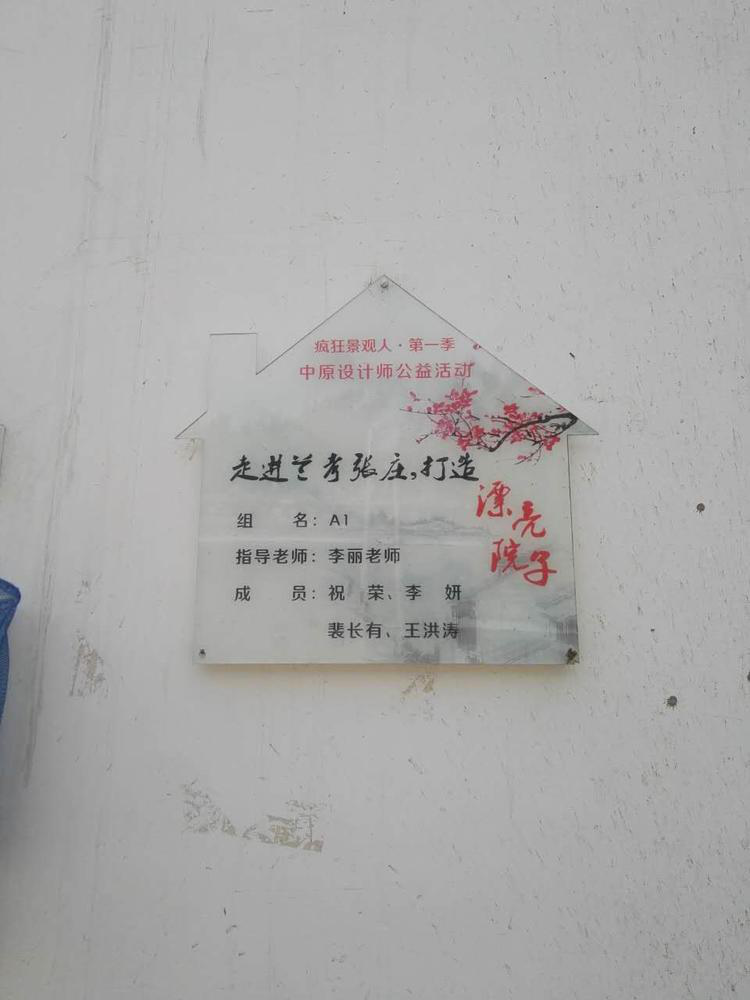 疯狂景观人·第一季
中原设计师公益活动
走进兰考张庄,打造
漂亮
院子
组 名：A1
指导老师：李丽老师
成 员：祝 荣、李 妍
裴长有、王洪涛